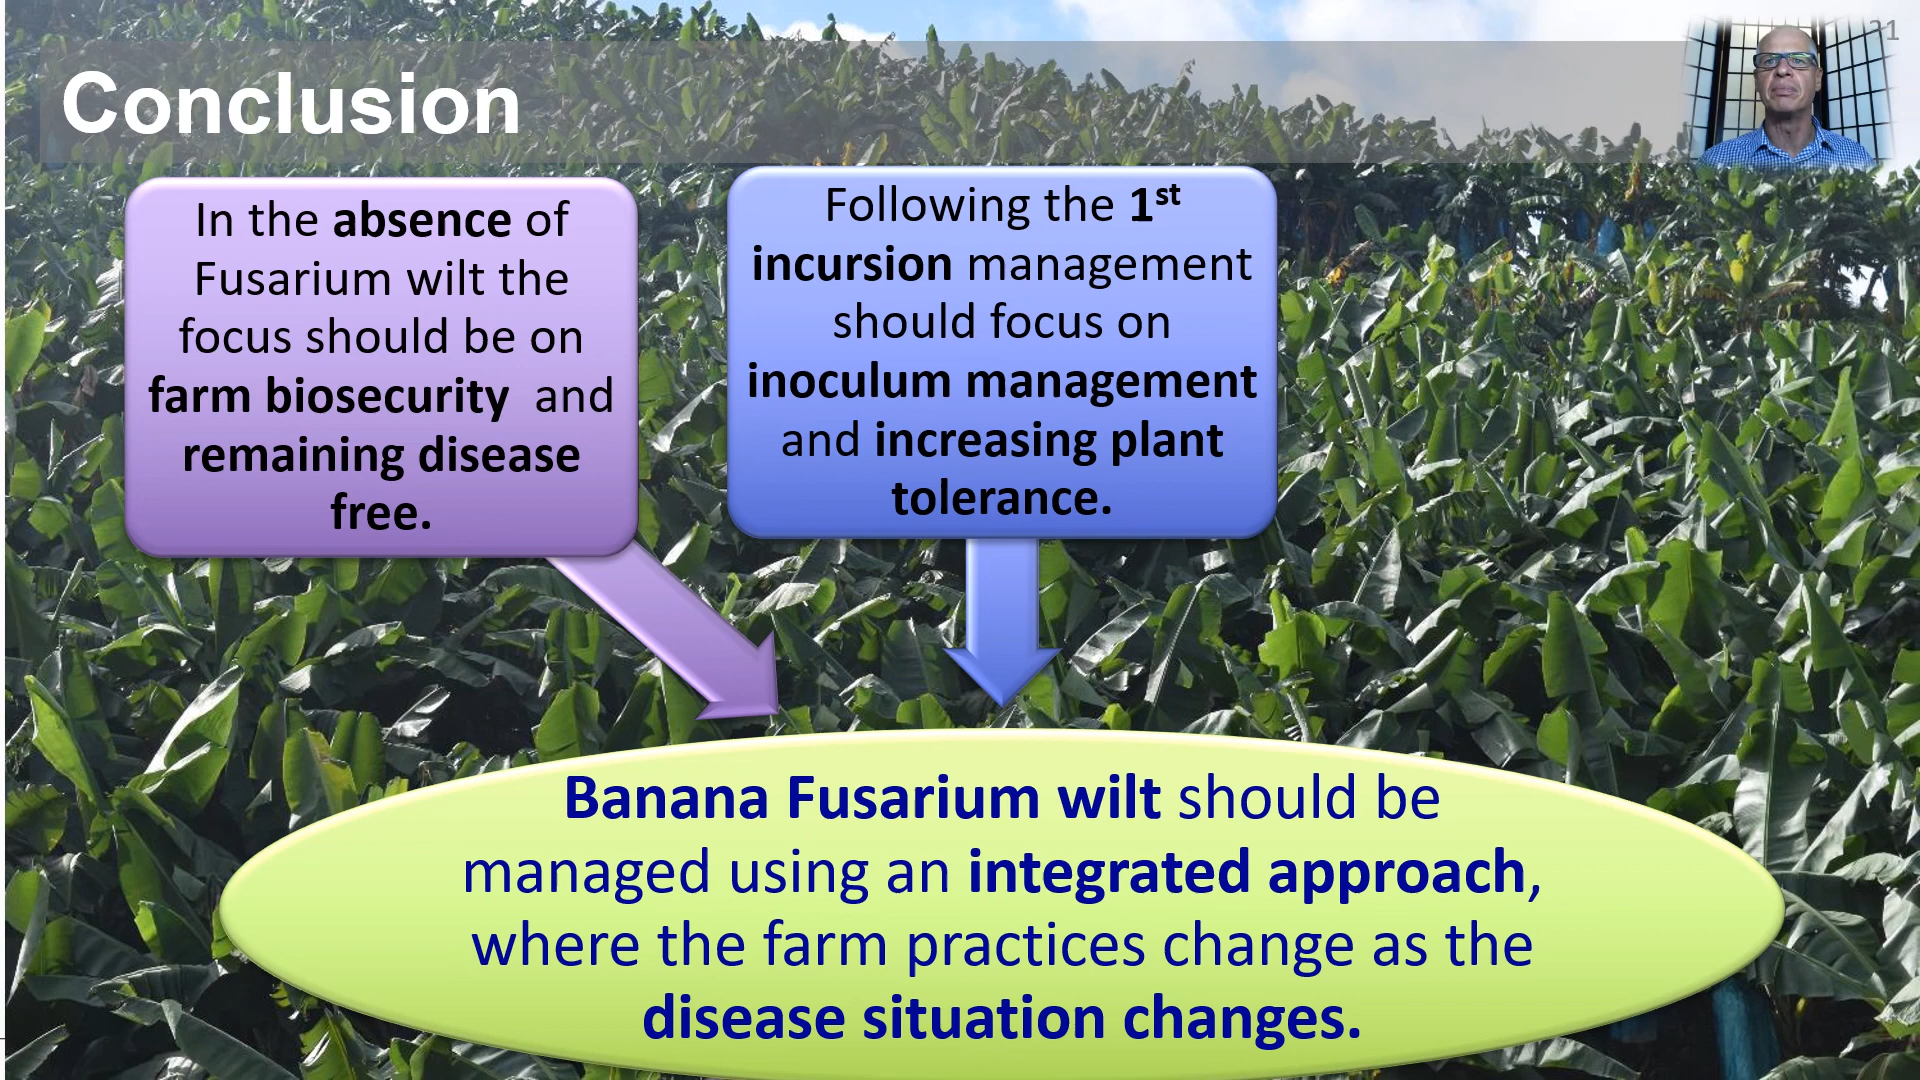 21
Conclusion
In the absence of
Fusarium wilt the
focus should be on
farm biosecurity and
remaining disease
free.
Following the 1st
incursion management
should focus on
inoculum management
and increasing plant
tolerance.
Banana Fusarium wilt should be
managed using an integrated approach,
where the farm practices change as the
disease situation changes.